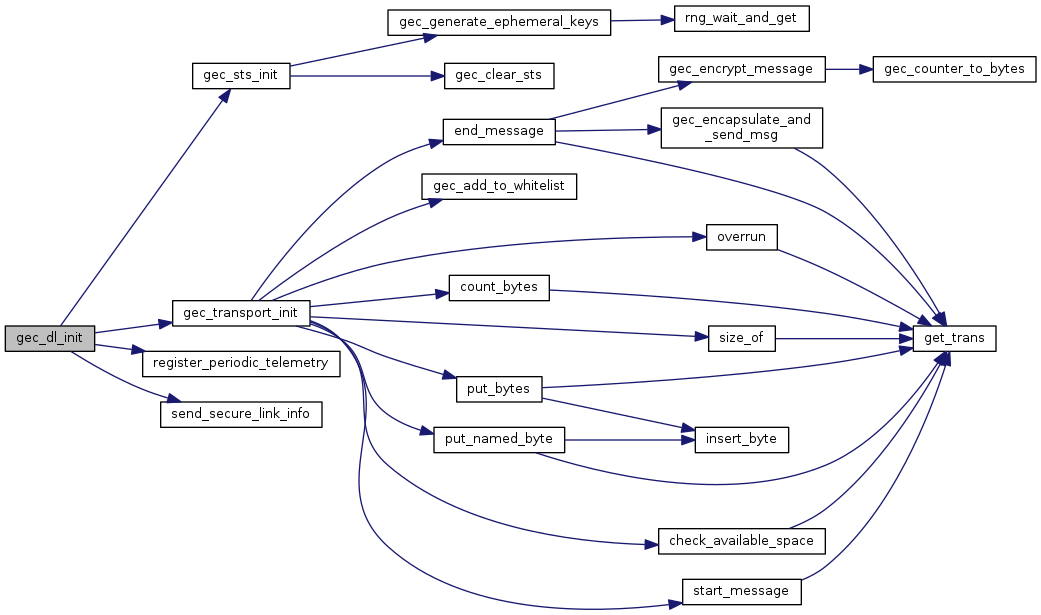 gec_generate_ephemeral_keys
rng_wait_and_get
gec_sts_init
gec_clear_sts
gec_encrypt_message
gec_counter_to_bytes
end_message
gec_encapsulate_and
_send_msg
gec_add_to_whitelist
overrun
count_bytes
gec_transport_init
gec_dl_init
size_of
get_trans
register_periodic_telemetry
put_bytes
send_secure_link_info
put_named_byte
insert_byte
check_available_space
start_message